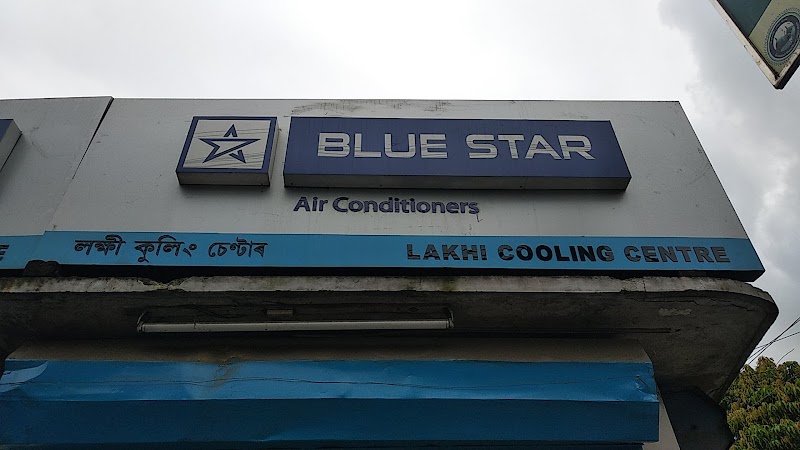 BLUE STAR
Air Conditioners
লক্ষী কুলিং চেণ্টাৰ
LAKHI COOLING CENTRE